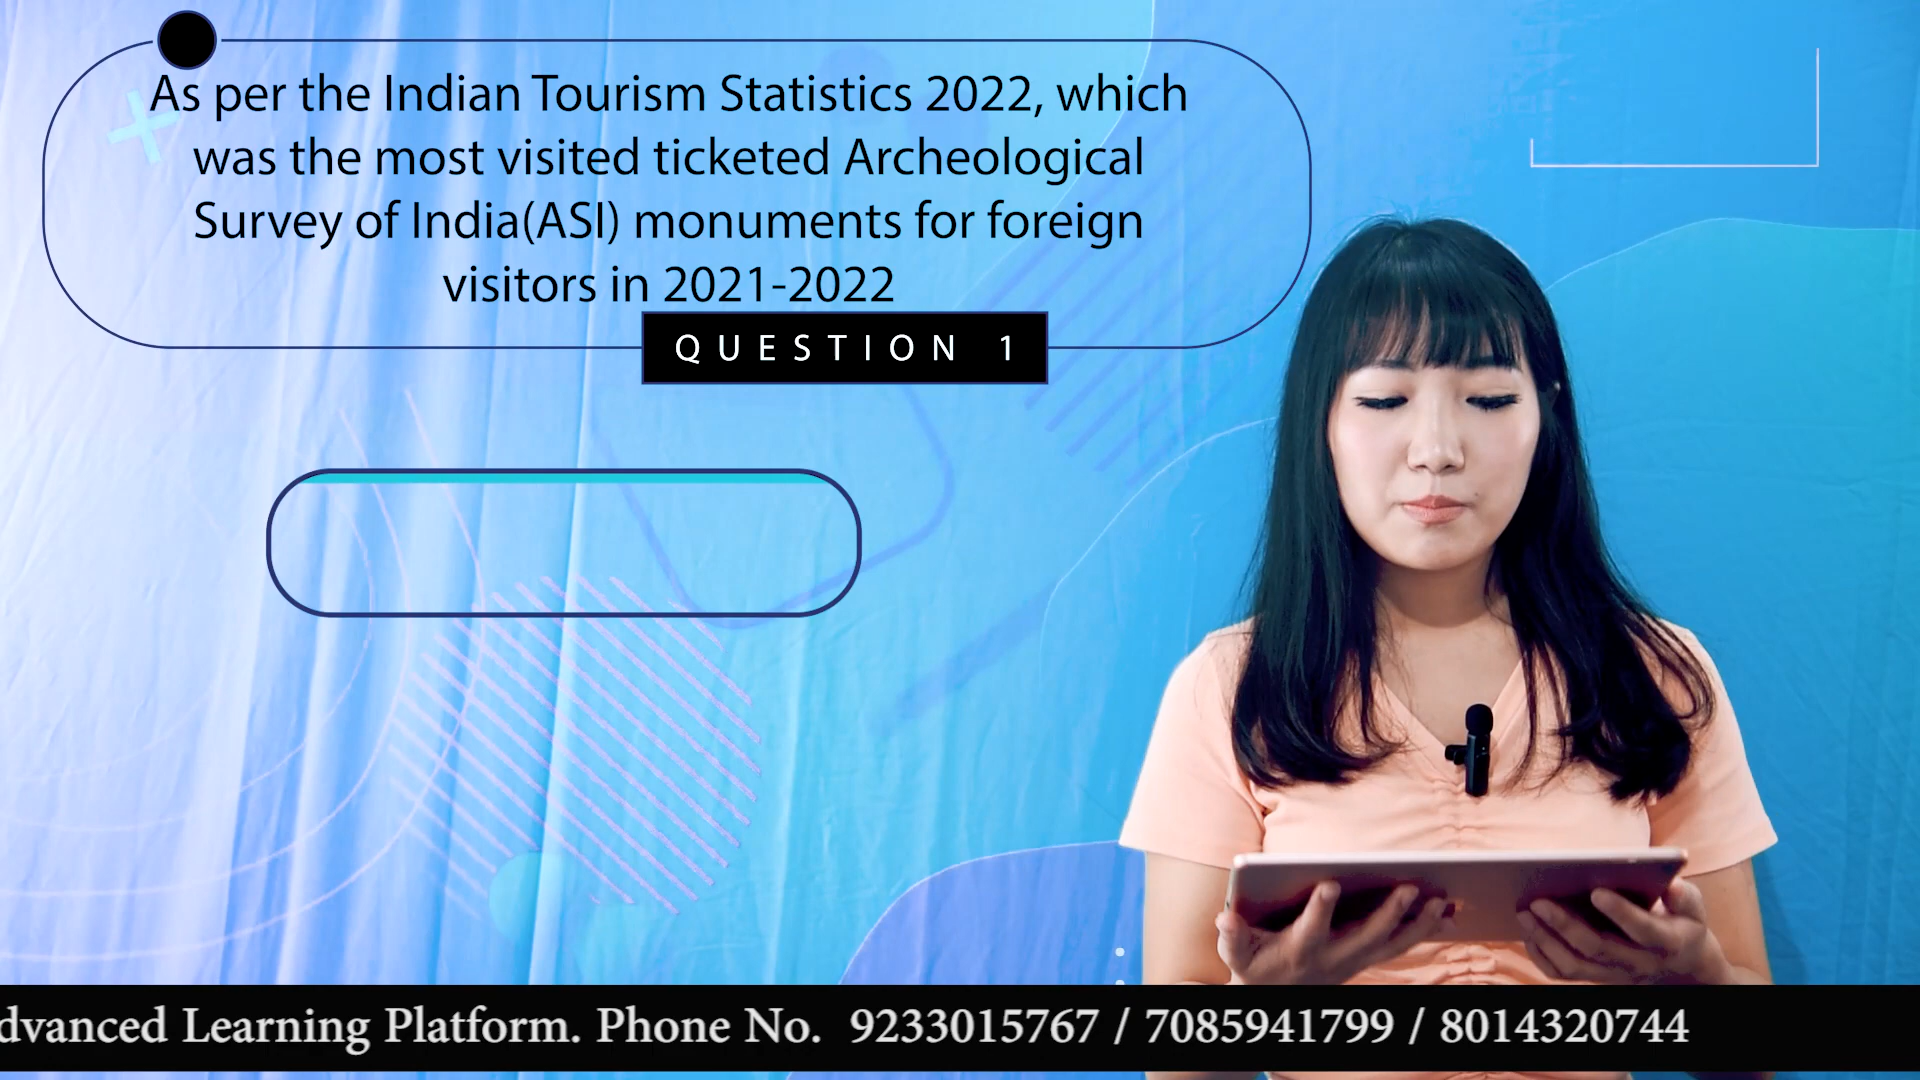 As per the Indian Tourism Statistics 2022, which
was the most visited ticketed Archeological
Survey of India(ASI) monuments for foreign
visitors in 2021-2022
QUESTION 1
dvanced Learning Platform. Phone No. 9233015767 / 7085941799 / 8014320744